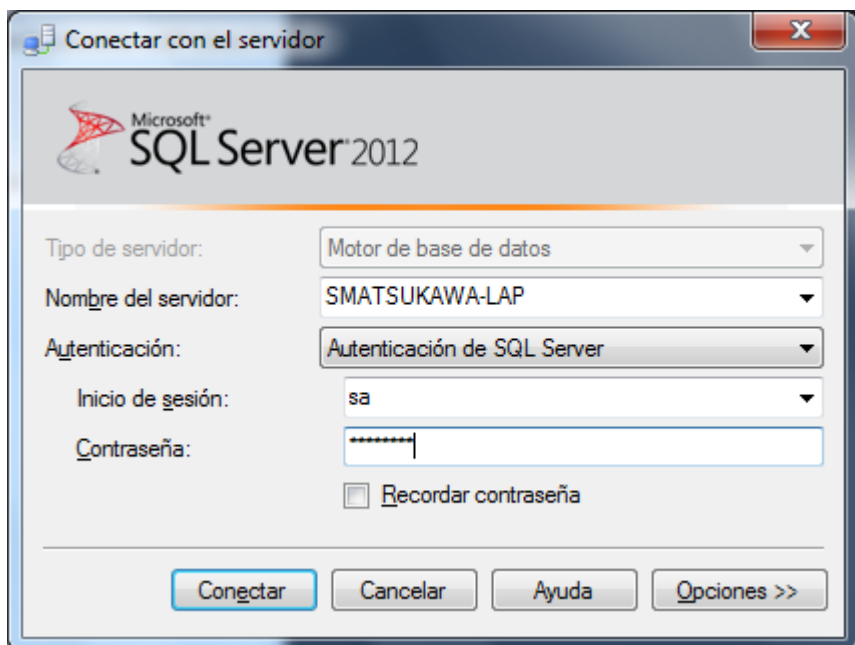 Conectar con el servidor
Microsoft®
SQL Server® 2012
Tipo de servidor: Motor de base de datos
Nombre del servidor: SMATSUKAWA-LAP
Autenticación: Autenticación de SQL Server
Inicio de sesión: sa
Contraseña: ********
Recordar contraseña
Conectar Cancelar Ayuda Opciones >>